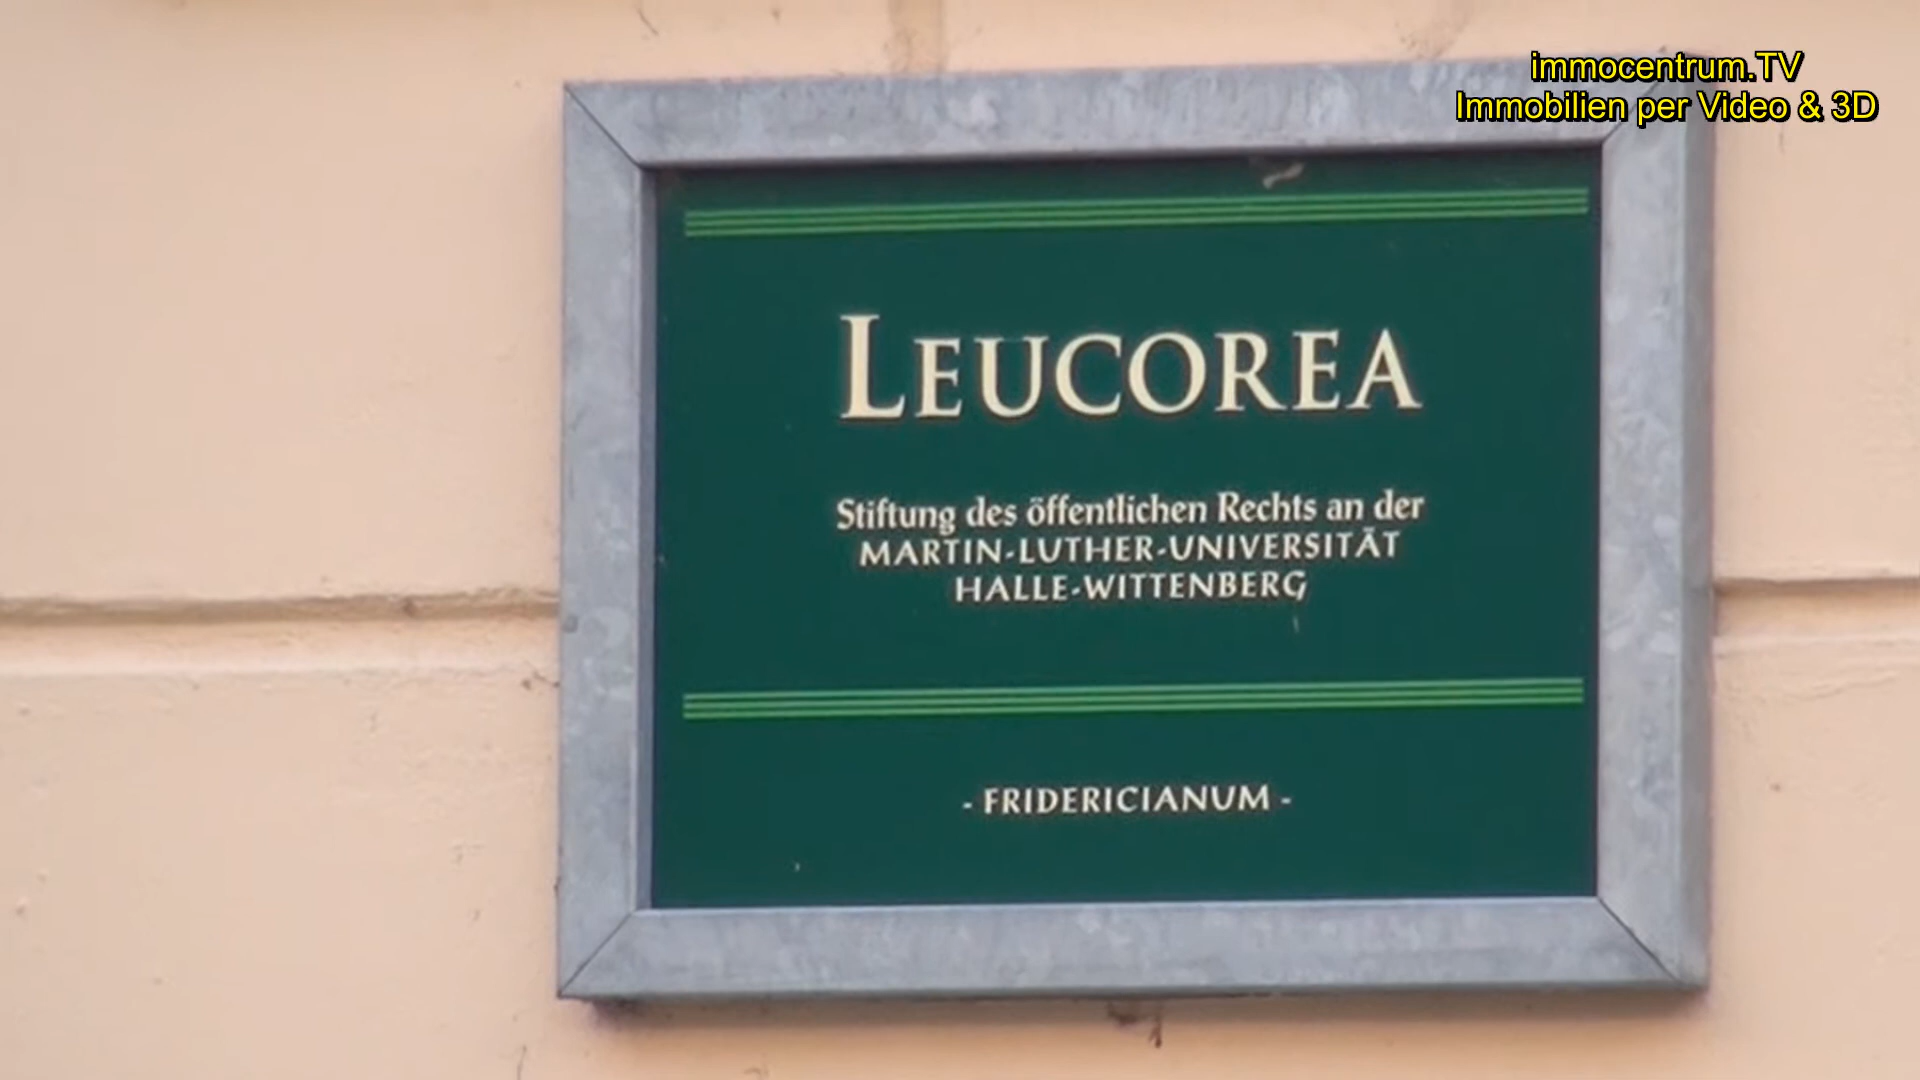 immocentrum.TV
Immobilien per Video & 3D
LEUCOREA
Stiftung des öffentlichen Rechts an der
MARTIN-LUTHER-UNIVERSITÄT
HALLE-WITTENBERG
- FRIDERICIANUM -